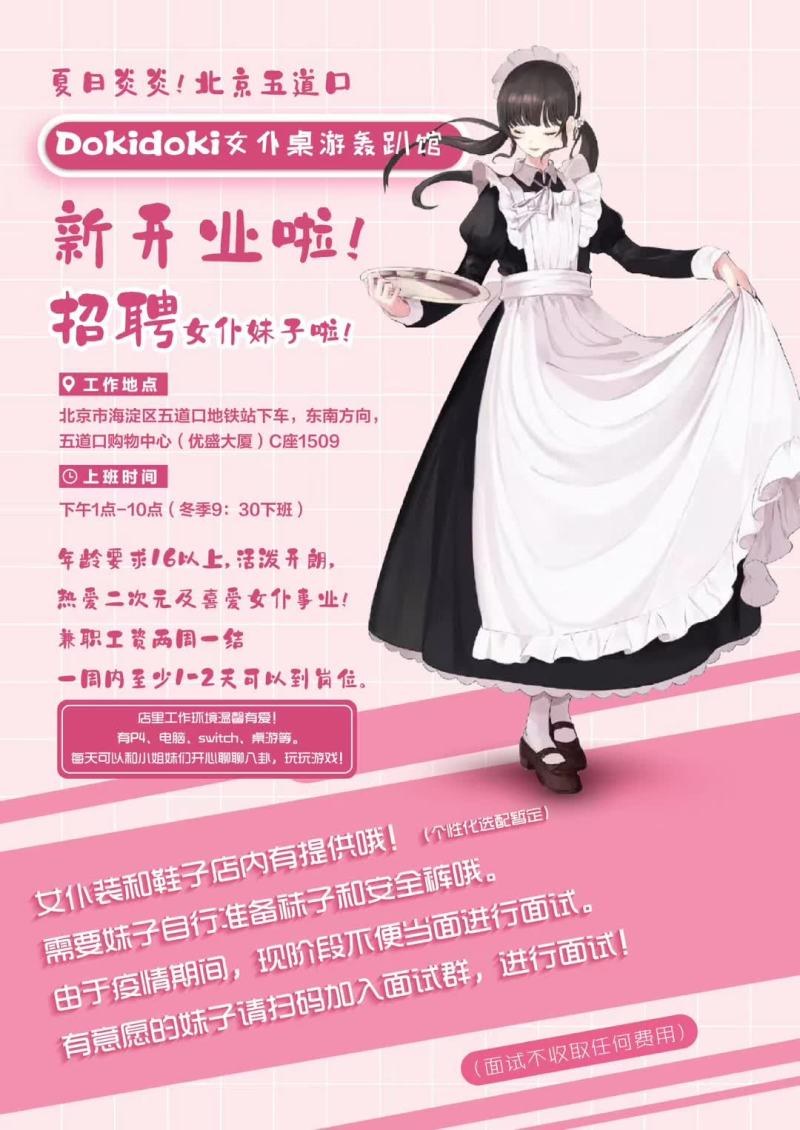 夏日炎炎!北京五道口
Dokidoki女仆桌游轰趴馆
新开业啦!
招聘女仆妹子啦!
工作地点
北京市海淀区五道口地铁站下车,东南方向,
五道口购物中心(优盛大厦)C座1509
上班时间
下午1点-10点(冬季9:30下班)
年龄要求16以上,活泼开朗,
热爱二次元及喜爱女仆事业!
兼职工资两周一结
一周内至少1-2天可以到岗位。
店里工作环境温馨有爱!
有P4、电脑、switch、桌游等。
每天可以和小姐妹们开心聊聊八卦,玩玩游戏!
女仆装和鞋子店内有提供哦!(个性化选配暂定)
需要妹子自行准备袜子和安全裤哦。
由于疫情期间,现阶段不便当面进行面试。
有意愿的妹子请扫码加入面试群,进行面试!
(面试不收取任何费用)